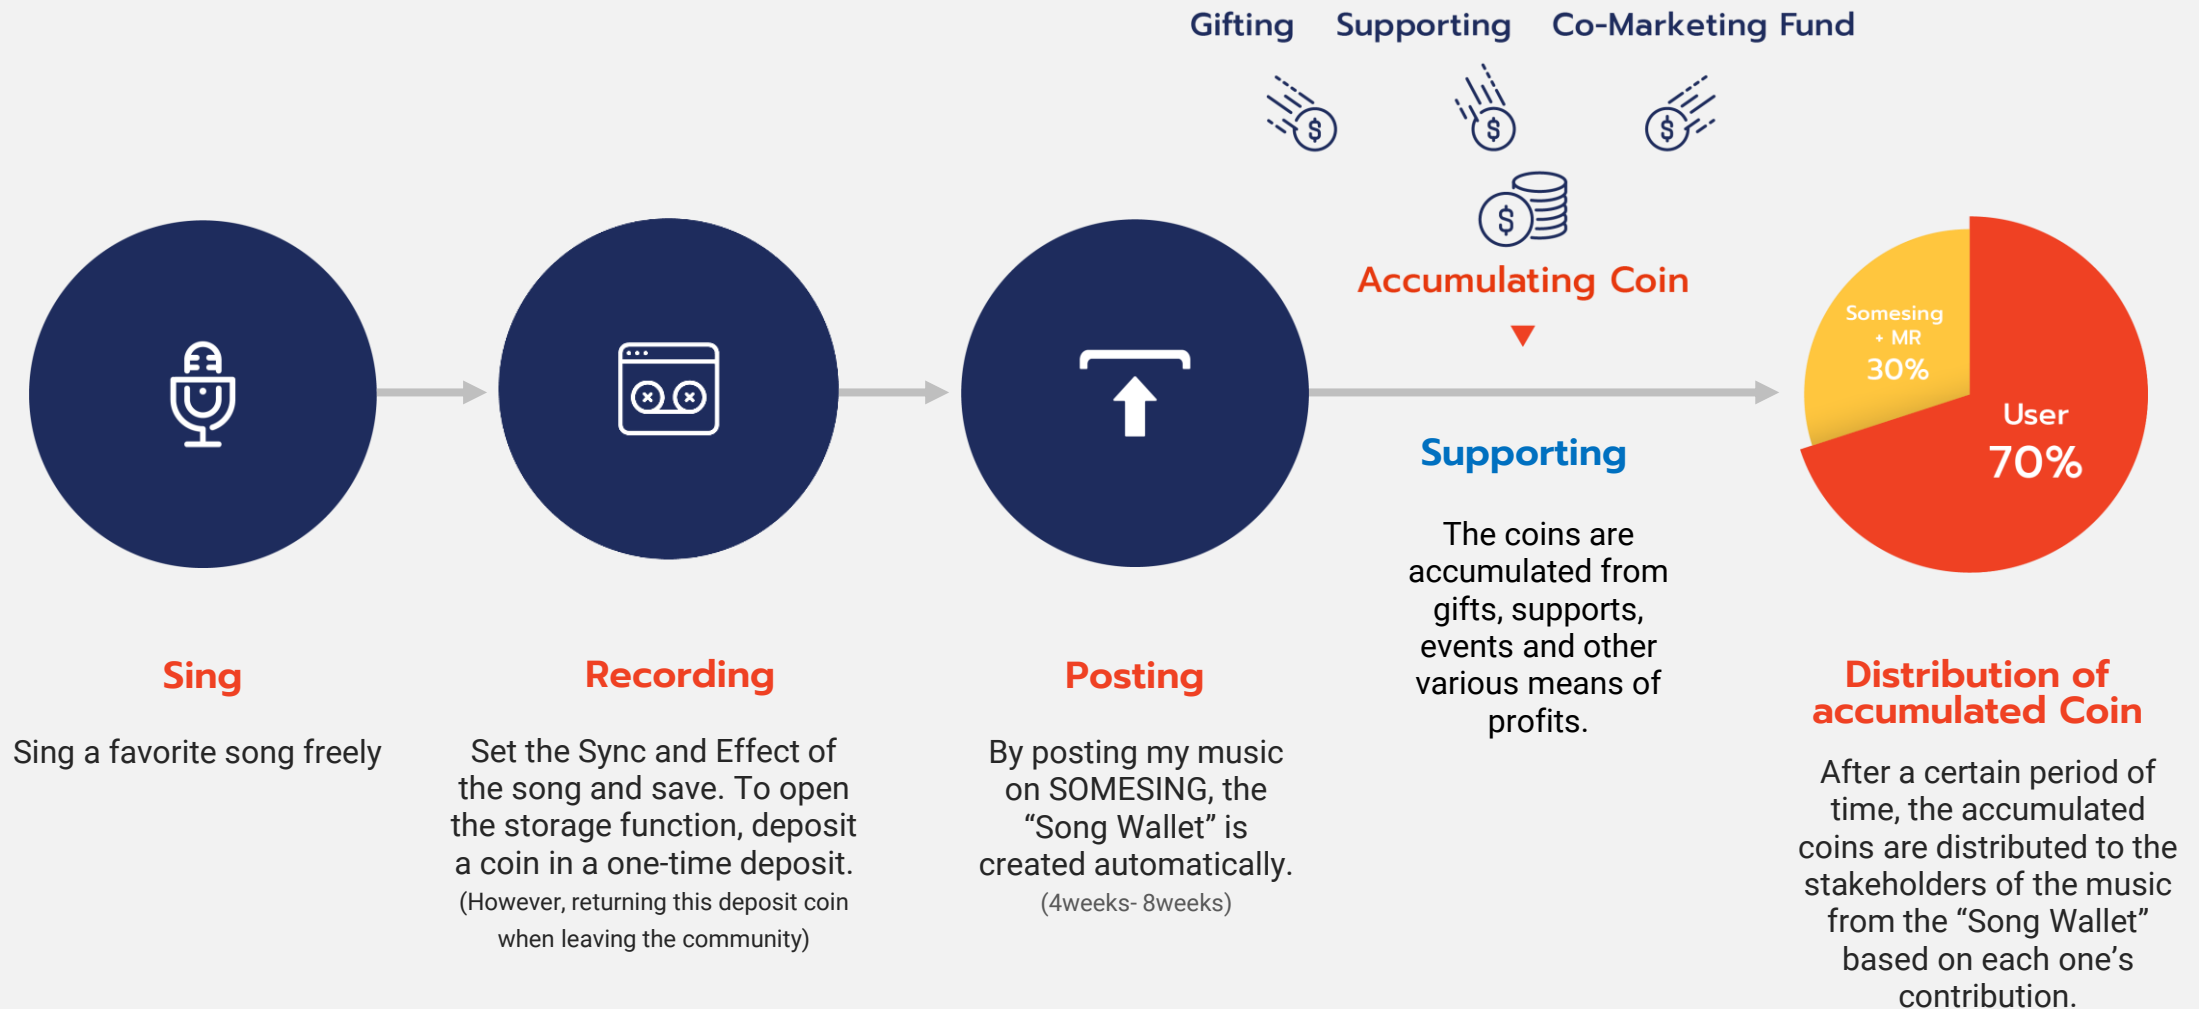 Gifting Supporting Co-Marketing Fund
Accumulating Coin
Somesing
+ MR
30%
User
70%
Sing
Sing a favorite song freely
Recording
Set the Sync and Effect of
the song and save. To open
the storage function, deposit
a coin in a one-time deposit.
(However, returning this deposit coin
when leaving the community)
Posting
By posting my music
on SOMESING, the
“Song Wallet” is
created automatically.
(4weeks- 8weeks)
Supporting
The coins are
accumulated from
gifts, supports,
events and other
various means of
profits.
Distribution of
accumulated Coin
After a certain period of
time, the accumulated
coins are distributed to the
stakeholders of the music
from the “Song Wallet”
based on each one’s
contribution.